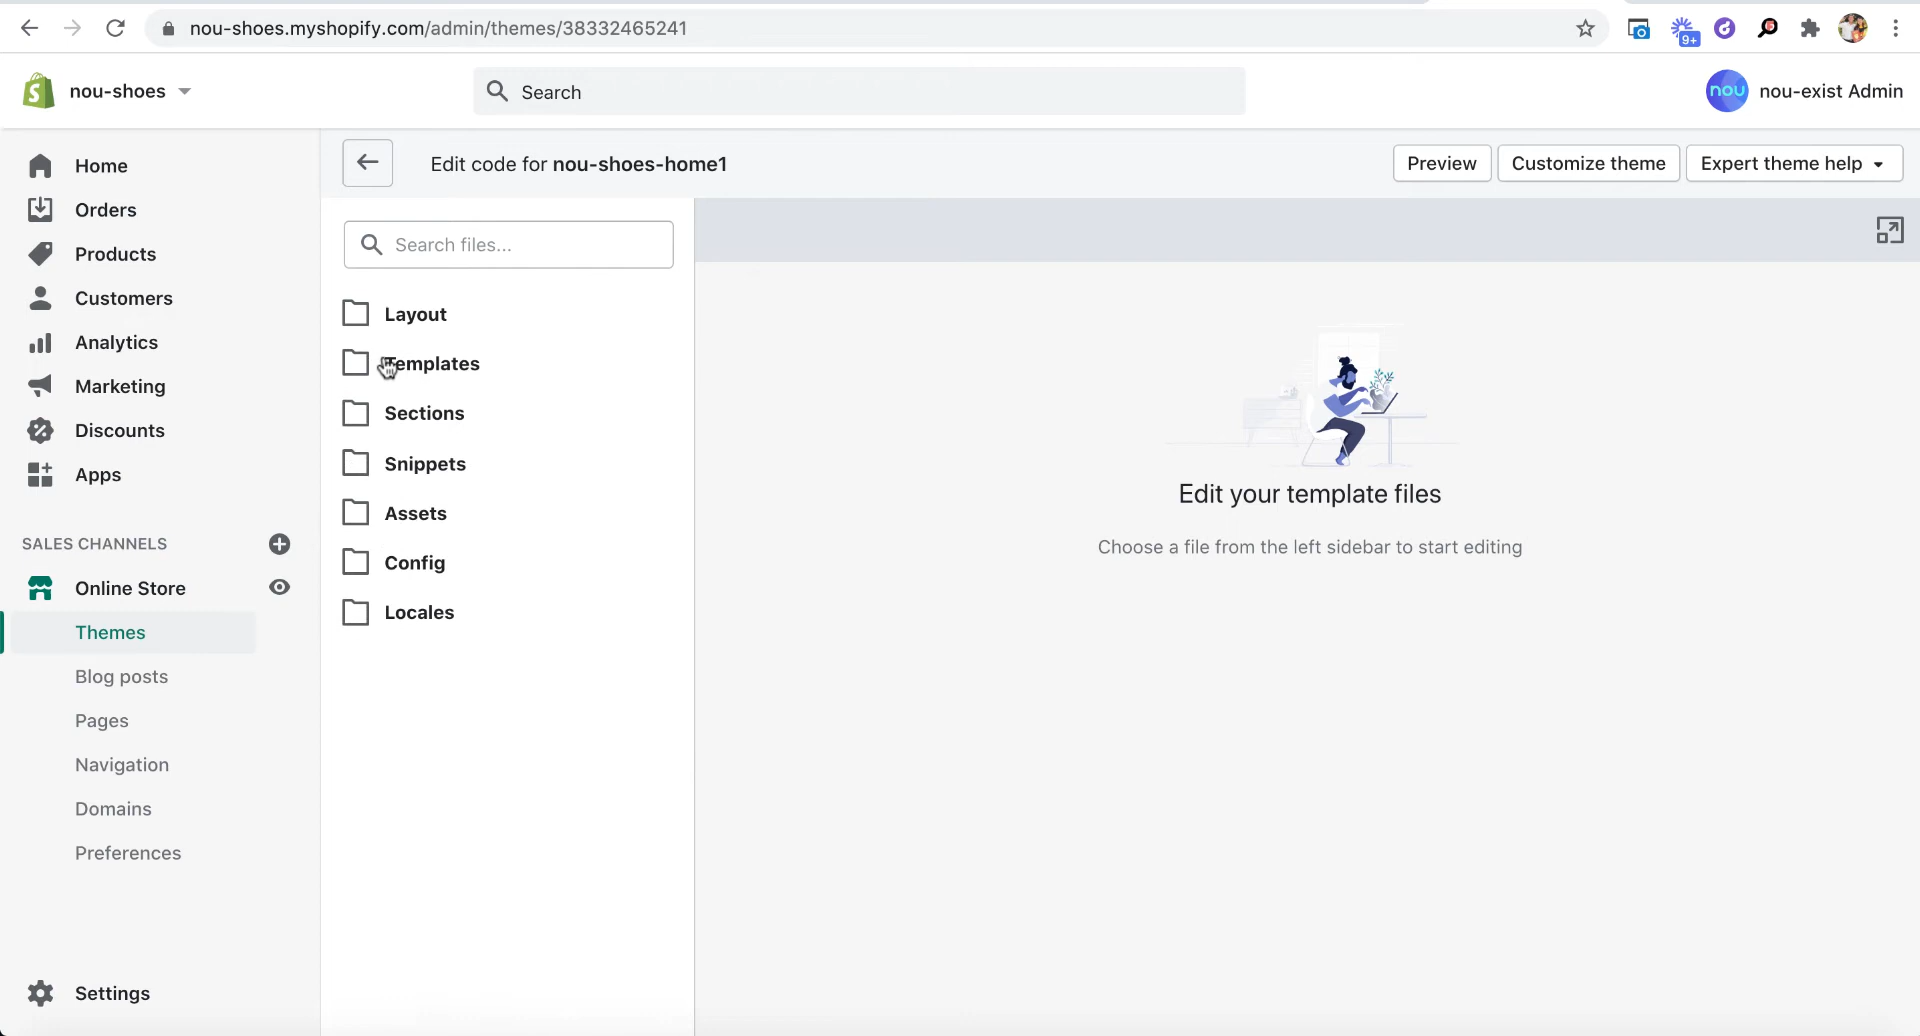 nou-shoes.myshopify.com/admin/themes/38332465241
9+
nou-shoes
Search
nou
nou-exist Admin
Home
Orders
Products
Customers
Analytics
Marketing
Discounts
Apps
SALES CHANNELS
Online Store
Themes
Blog posts
Pages
Navigation
Domains
Preferences
Settings
Edit code for nou-shoes-home1
Preview
Customize theme
Expert theme help
Search files...
Layout
Templates
Sections
Snippets
Assets
Config
Locales
Edit your template files
Choose a file from the left sidebar to start editing